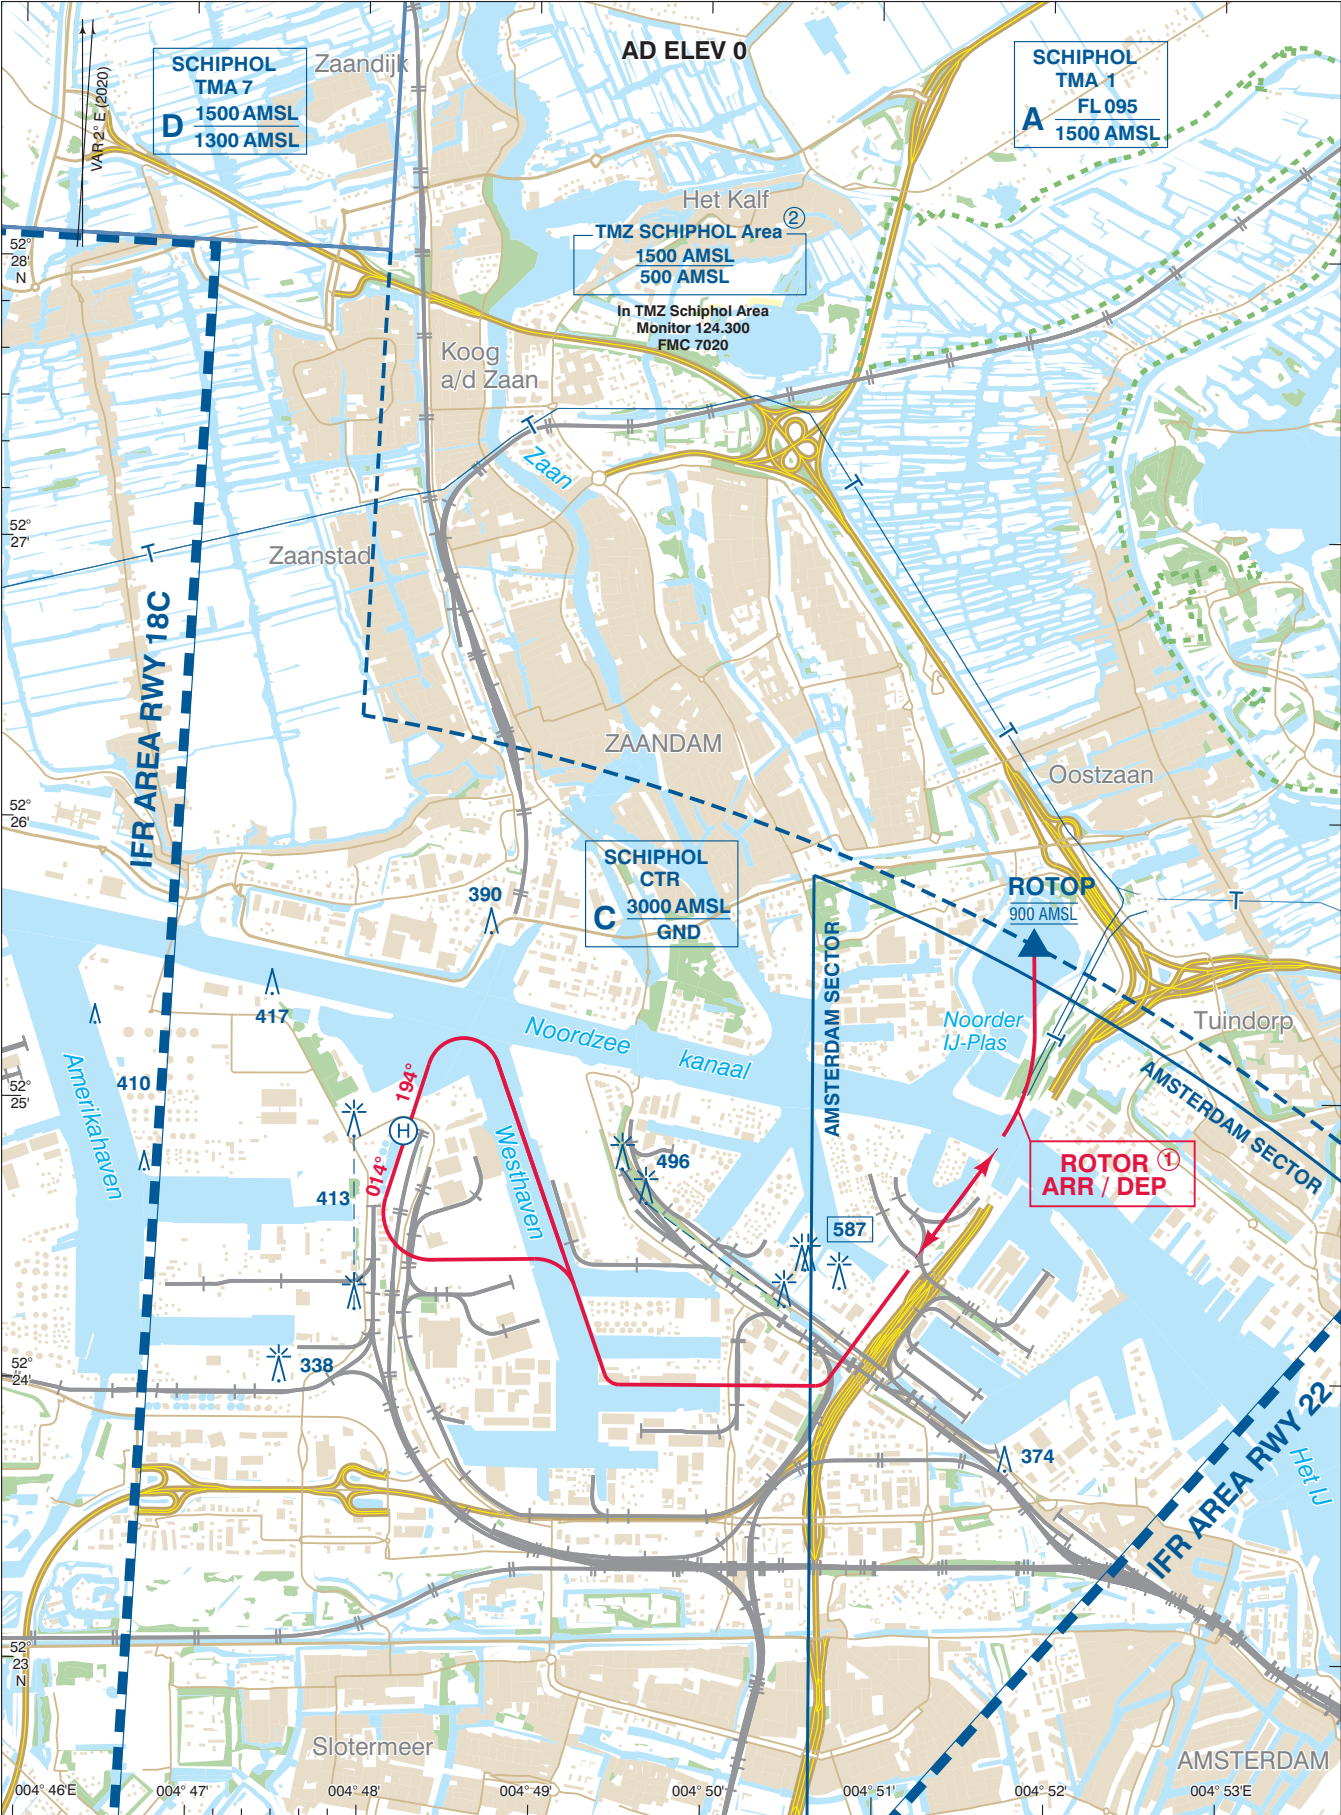 AD ELEV 0
SCHIPHOL
TMA 7
D
1500 AMSL
1300 AMSL
Zaandijk
VAR 2° E (2020)
SCHIPHOL
TMA 1
A
FL 095
1500 AMSL
Het Kalf
TMZ SCHIPHOL Area
2
1500 AMSL
500 AMSL
In TMZ Schiphol Area
Monitor 124.300
FMC 7020
52°
28'
N
Koog
a/d Zaan
T
Zaan
T
52°
27'
T
Zaanstad
IFR AREA RWY 18C
ZAANDAM
T
Oostzaan
52°
26'
SCHIPHOL
CTR
C
3000 AMSL
GND
390
ROTOP
900 AMSL
T
AMSTERDAM SECTOR
417
Noordzee
kanaal
Noorder
IJ-Plas
Tuindorp
T
Amerikahaven
410
52°
25'
194°
H
014°
Westhaven
AMSTERDAM SECTOR
496
ROTOR 1
ARR / DEP
413
587
338
52°
24'
374
IFR AREA RWY 22
Het IJ
52°
23
N
Slotermeer
AMSTERDAM
004° 46'E
004° 47'
004° 48'
004° 49'
004° 50'
004° 51'
004° 52'
004° 53'E